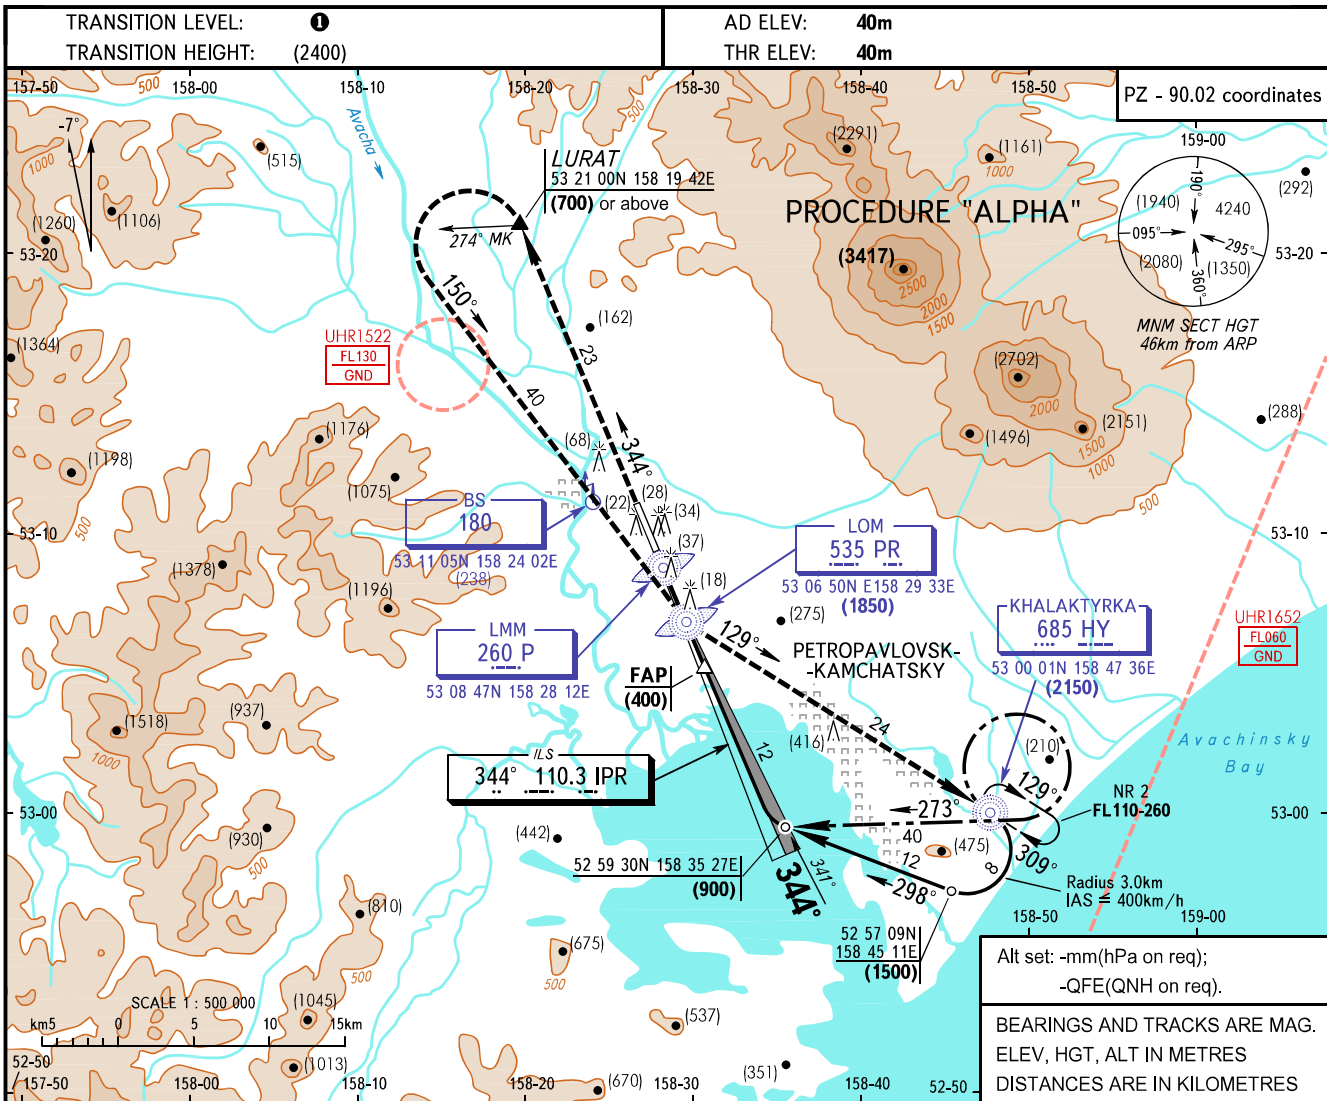 TRANSITION LEVEL: ❶
TRANSITION HEIGHT: (2400)
AD ELEV: 40m
THR ELEV: 40m
157-50
158-00
158-10
158-20
158-30
158-40
158-50
PZ - 90.02 coordinates
159-00
500
500
-7°
1000
(515)
(1106)
(1260)
53-20
Avacha
LURAT
53 21 00N 158 19 42E
(700) or above
274° MK
(2291)
(1161)
1000
(292)
PROCEDURE "ALPHA"
(3417)
2500
2000
1500
190°
(1940)
4240
095°
295°
(2080)
(1350)
360°
53-20
MNM SECT HGT
46km from ARP
150°
(162)
UHR1522
FL130
GND
(1364)
23
40
(2702)
2000
(2151)
(1496)
1500
1000
500
(288)
(1176)
(1198)
(1075)
500
(68)
344°
BS
180
53 11 05N 158 24 02E
(238)
(22)
(28)
(34)
(37)
(18)
53-10
53-10
LOM
535 PR
53 06 50N E158 29 33E
(1850)
(1378)
(1196)
(275)
129°
PETROPAVLOVSK-
-KAMCHATSKY
KHALAKTYRKA
685 HY
53 00 01N 158 47 36E
(2150)
UHR1652
FL060
GND
LMM
260 P
53 08 47N 158 28 12E
FAP
(400)
(1518)
(937)
1000
24
(416)
(210)
Avachinsky
Bay
ILS
344° 110.3 IPR
12
129°
NR 2
FL110-260
53-00
53-00
(930)
500
(442)
273°
40
(475)
12
298°
309°
8
52 59 30N 158 35 27E
(900)
341°
344°
Radius 3.0km
IAS = 400km/h
158-50
159-00
(810)
(675)
500
500
52 57 09N
158 45 11E
(1500)
Alt set: -mm(hPa on req);
-QFE(QNH on req).
SCALE 1 : 500 000
km5 0 5 10 15km
(1045)
(537)
BEARINGS AND TRACKS ARE MAG.
ELEV, HGT, ALT IN METRES
DISTANCES ARE IN KILOMETRES
52-50
(1013)
(351)
(670)
157-50
158-00
158-10
158-20
158-30
158-40
52-50